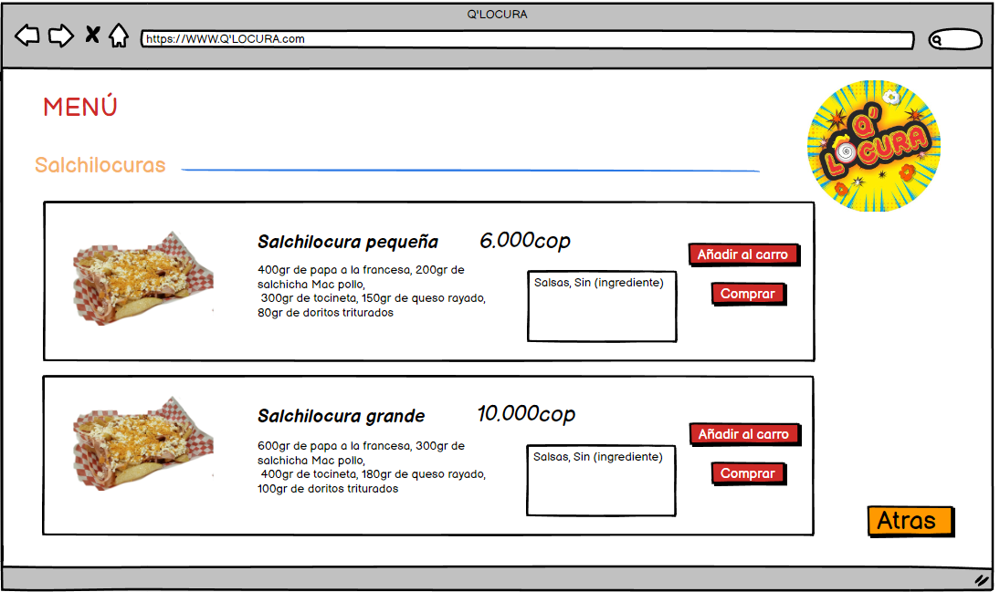 Q'LOCURA
https://WWW.Q'LOCURA.com
MENÚ
Q"
LOCURA
Salchilocuras
Salchilocura pequeña
6.000cop
Añadir al carro
400gr de papa a la francesa, 200gr de
salchicha Mac pollo,
300gr de tocineta, 150gr de queso rayado,
80gr de doritos triturados
Salsas, Sin (ingrediente)
Comprar
Salchilocura grande
10.000cop
Añadir al carro
600gr de papa a la francesa, 300gr de
salchicha Mac pollo,
400gr de tocineta, 180gr de queso rayado,
100gr de doritos triturados
Salsas, Sin (ingrediente)
Comprar
Atras